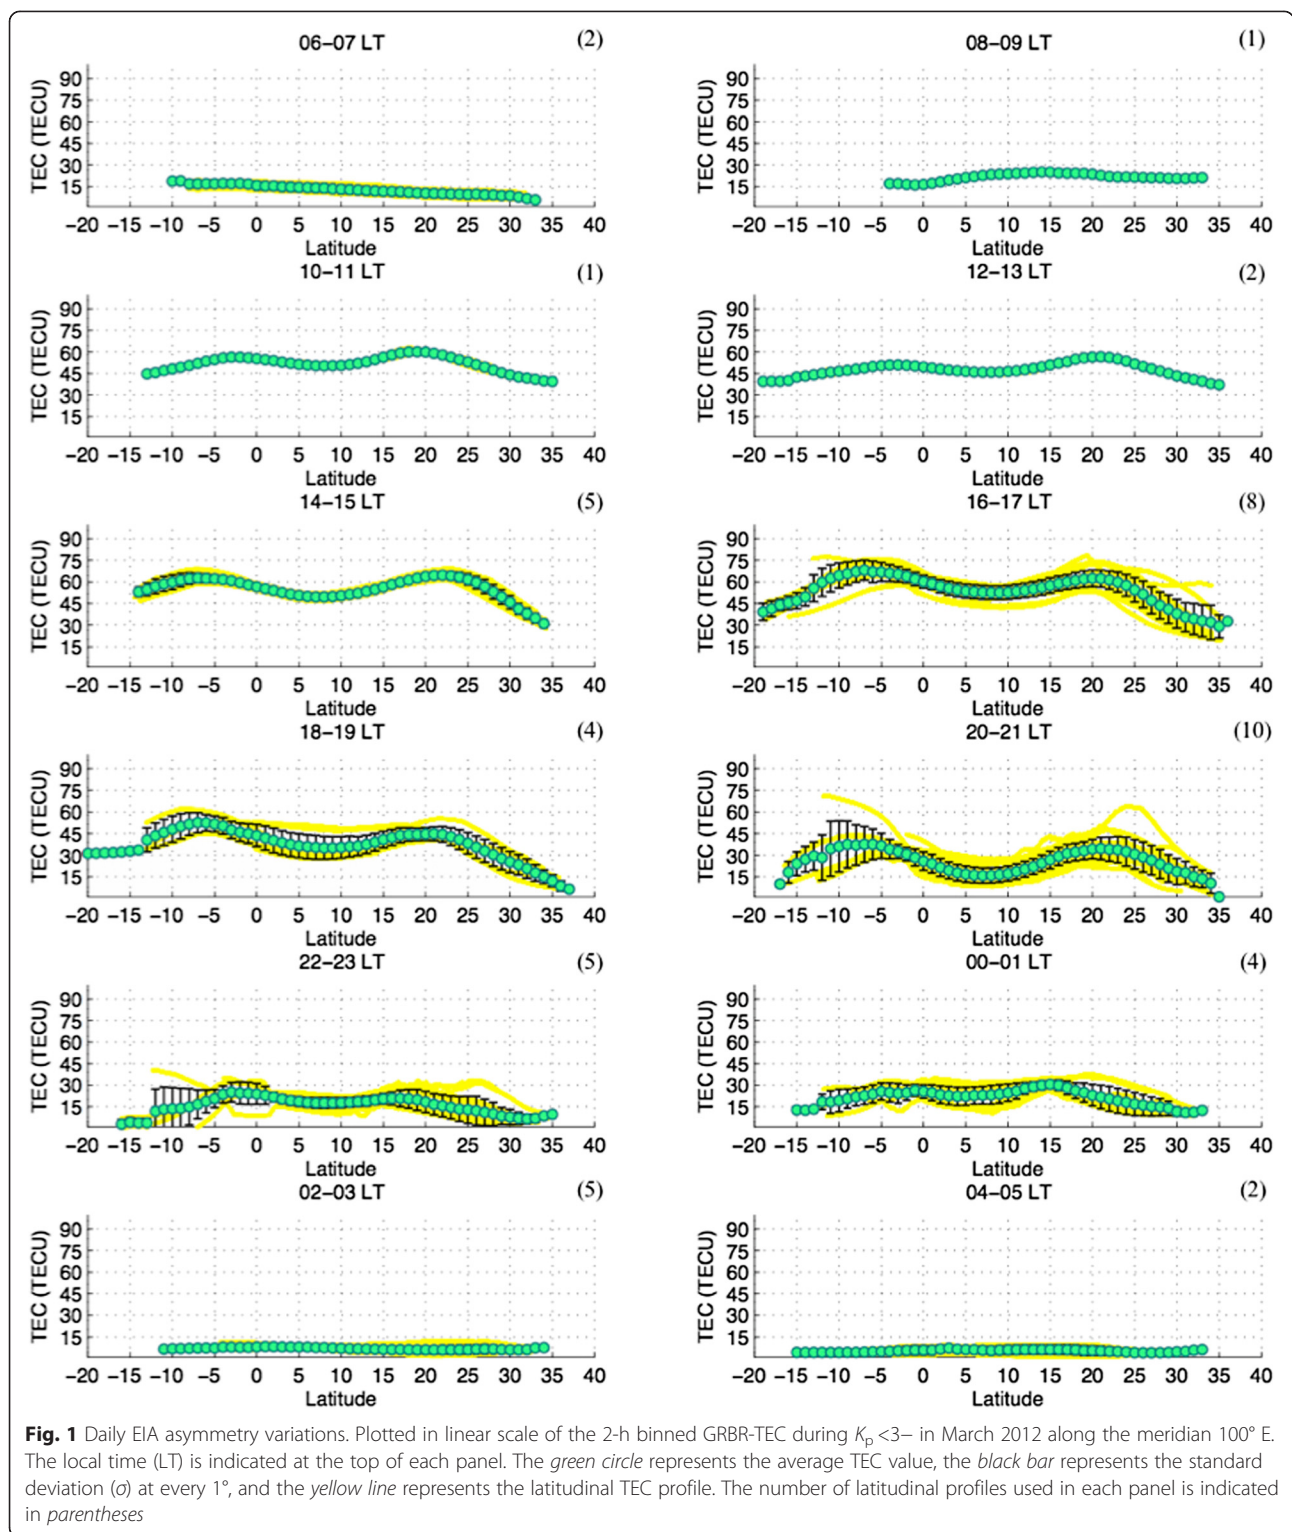 06–07 LT (2)
TEC (TECU)
90
75
60
45
30
15
−20 −15 −10 −5 0 5 10 15 20 25 30 35 40
Latitude
08–09 LT (1)
TEC (TECU)
90
75
60
45
30
15
−20 −15 −10 −5 0 5 10 15 20 25 30 35 40
Latitude
10–11 LT (1)
TEC (TECU)
90
75
60
45
30
15
−20 −15 −10 −5 0 5 10 15 20 25 30 35 40
Latitude
12–13 LT (2)
TEC (TECU)
90
75
60
45
30
15
−20 −15 −10 −5 0 5 10 15 20 25 30 35 40
Latitude
14–15 LT (5)
TEC (TECU)
90
75
60
45
30
15
−20 −15 −10 −5 0 5 10 15 20 25 30 35 40
Latitude
16–17 LT (8)
TEC (TECU)
90
75
60
45
30
15
−20 −15 −10 −5 0 5 10 15 20 25 30 35 40
Latitude
18–19 LT (4)
TEC (TECU)
90
75
60
45
30
15
−20 −15 −10 −5 0 5 10 15 20 25 30 35 40
Latitude
20–21 LT (10)
TEC (TECU)
90
75
60
45
30
15
−20 −15 −10 −5 0 5 10 15 20 25 30 35 40
Latitude
22–23 LT (5)
TEC (TECU)
90
75
60
45
30
15
−20 −15 −10 −5 0 5 10 15 20 25 30 35 40
Latitude
00–01 LT (4)
TEC (TECU)
90
75
60
45
30
15
−20 −15 −10 −5 0 5 10 15 20 25 30 35 40
Latitude
02–03 LT (5)
TEC (TECU)
90
75
60
45
30
15
−20 −15 −10 −5 0 5 10 15 20 25 30 35 40
Latitude
04–05 LT (2)
TEC (TECU)
90
75
60
45
30
15
−20 −15 −10 −5 0 5 10 15 20 25 30 35 40
Latitude
Fig. 1 Daily EIA asymmetry variations. Plotted in linear scale of the 2-h binned GRBR-TEC during Kp <3− in March 2012 along the meridian 100° E.
The local time (LT) is indicated at the top of each panel. The green circle represents the average TEC value, the black bar represents the standard
deviation (σ) at every 1°, and the yellow line represents the latitudinal TEC profile. The number of latitudinal profiles used in each panel is indicated
in parentheses